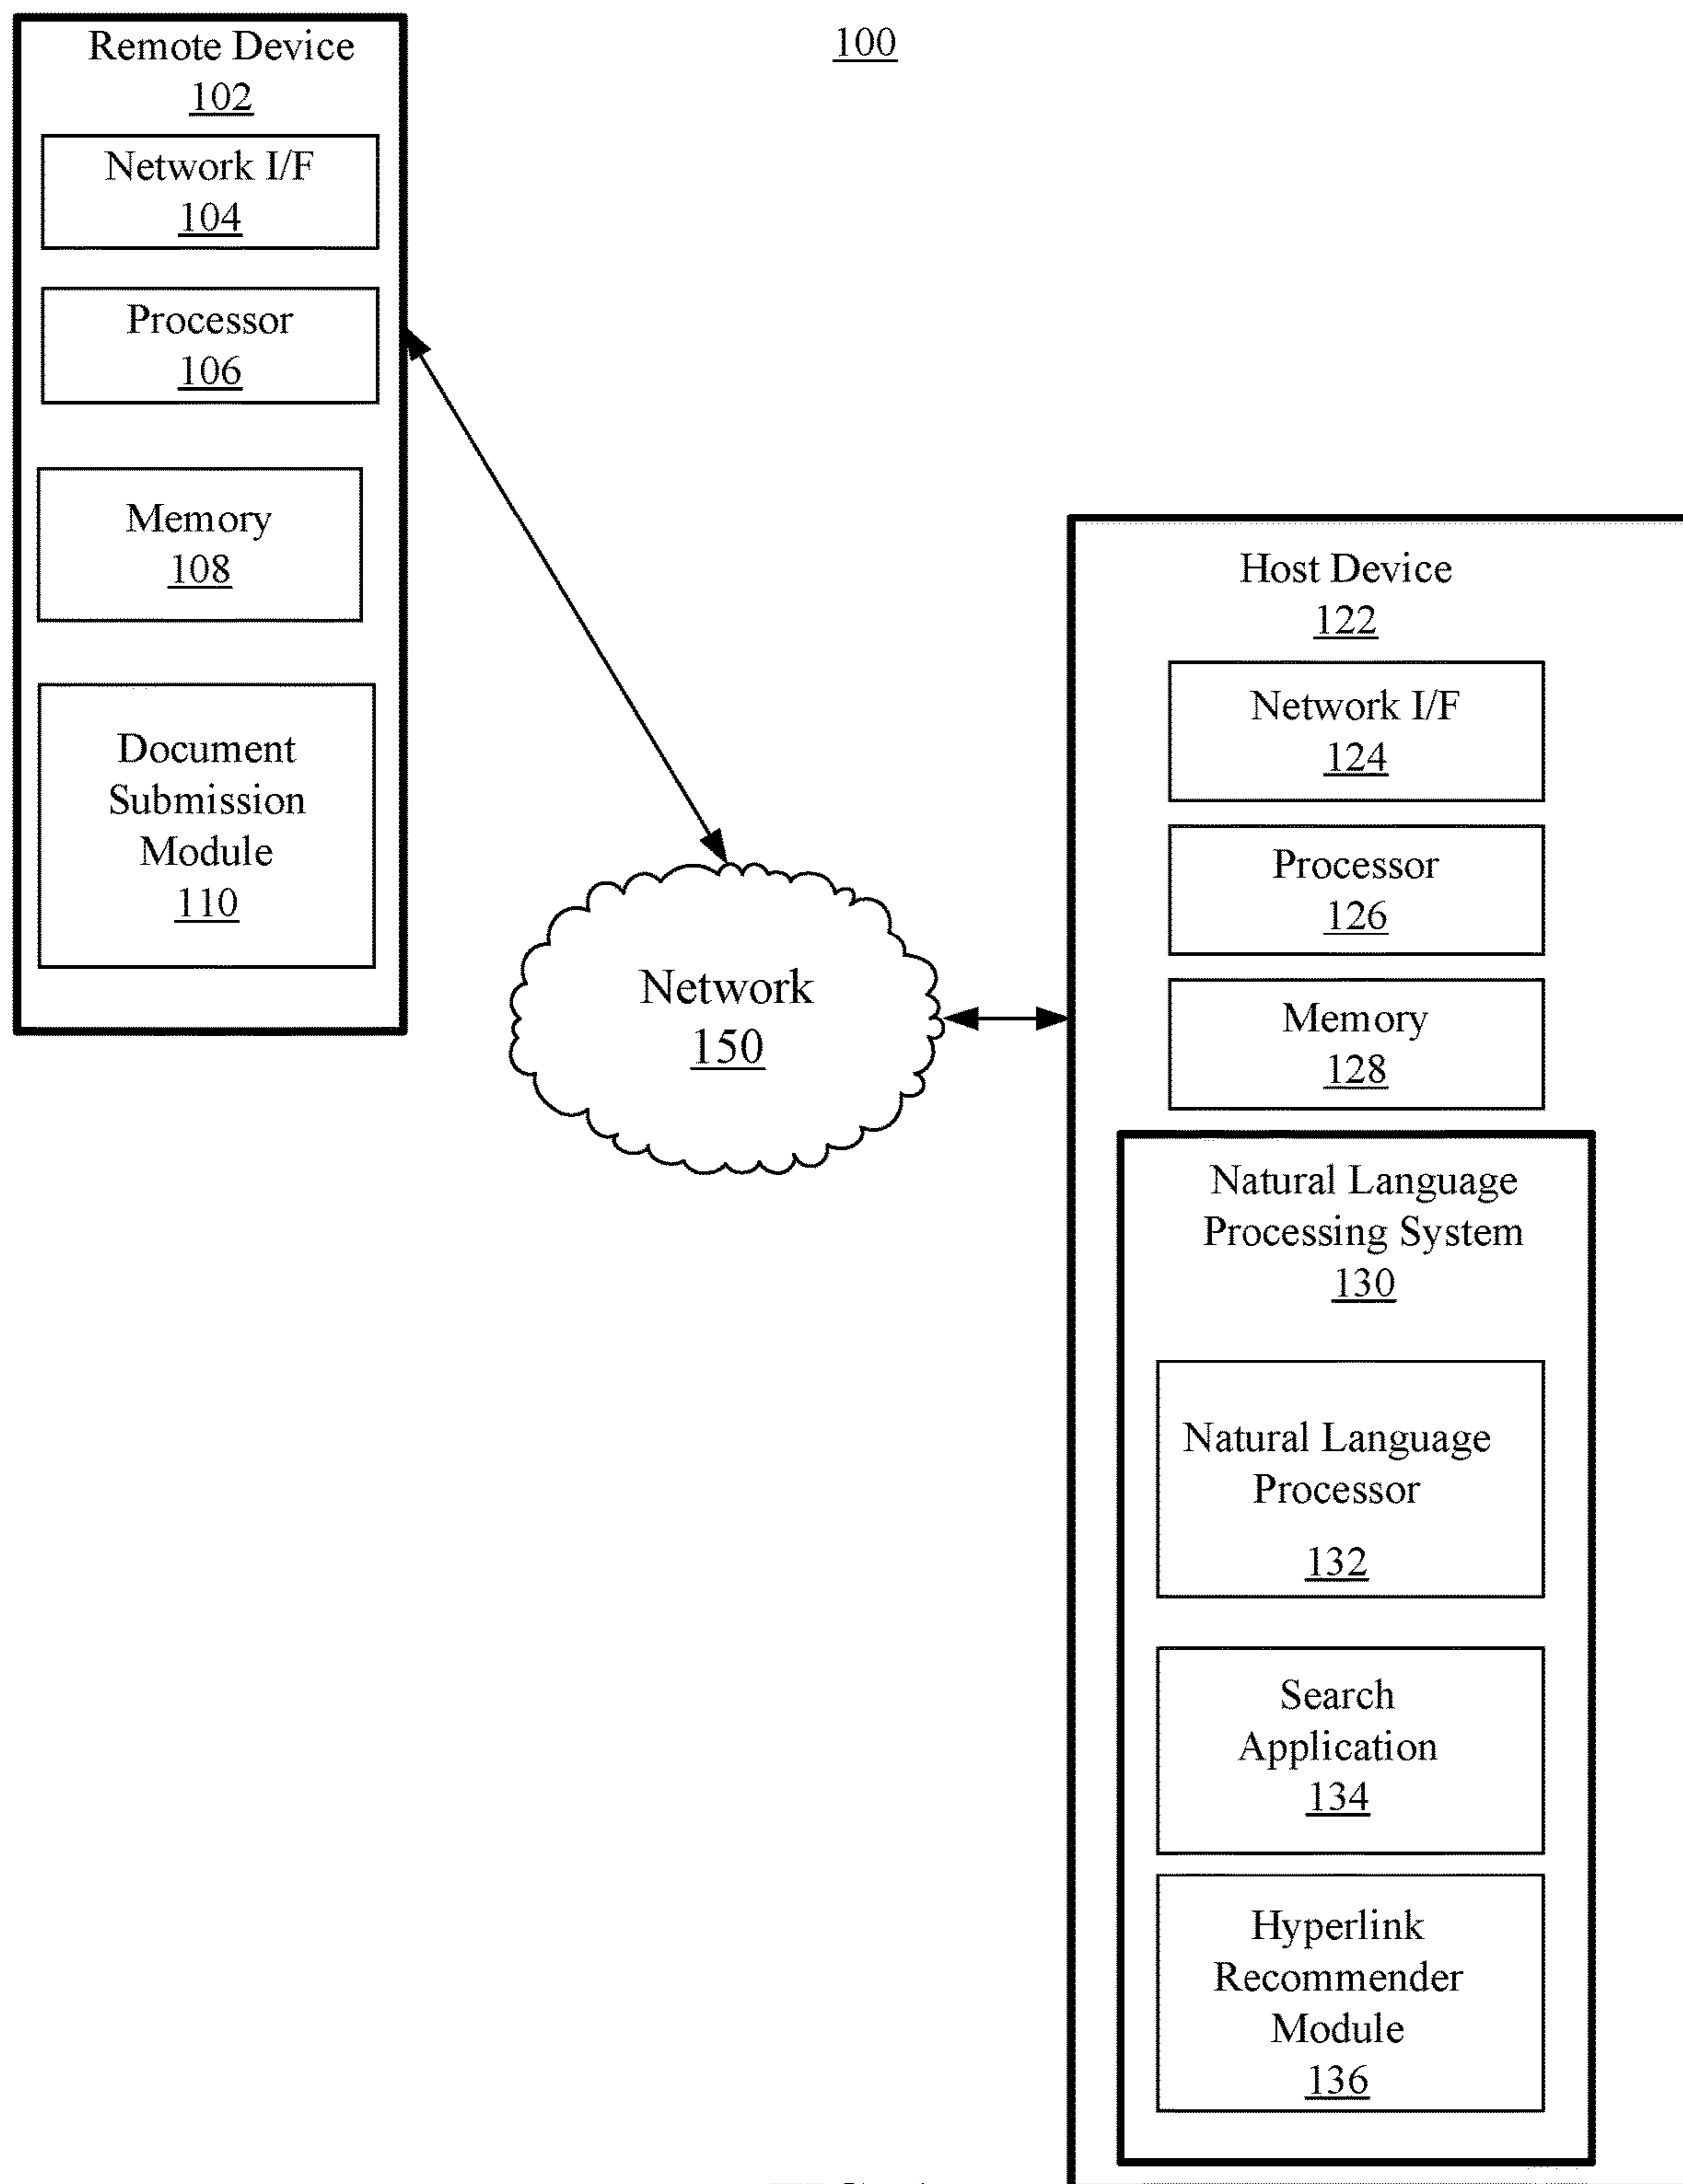 100
Remote Device
102
Network I/F
104
Processor
106
Memory
108
Document
Submission
Module
110
Network
150
Host Device
122
Network I/F
124
Processor
126
Memory
128
Natural Language
Processing System
130
Natural Language
Processor
132
Search
Application
134
Hyperlink
Recommender
Module
136